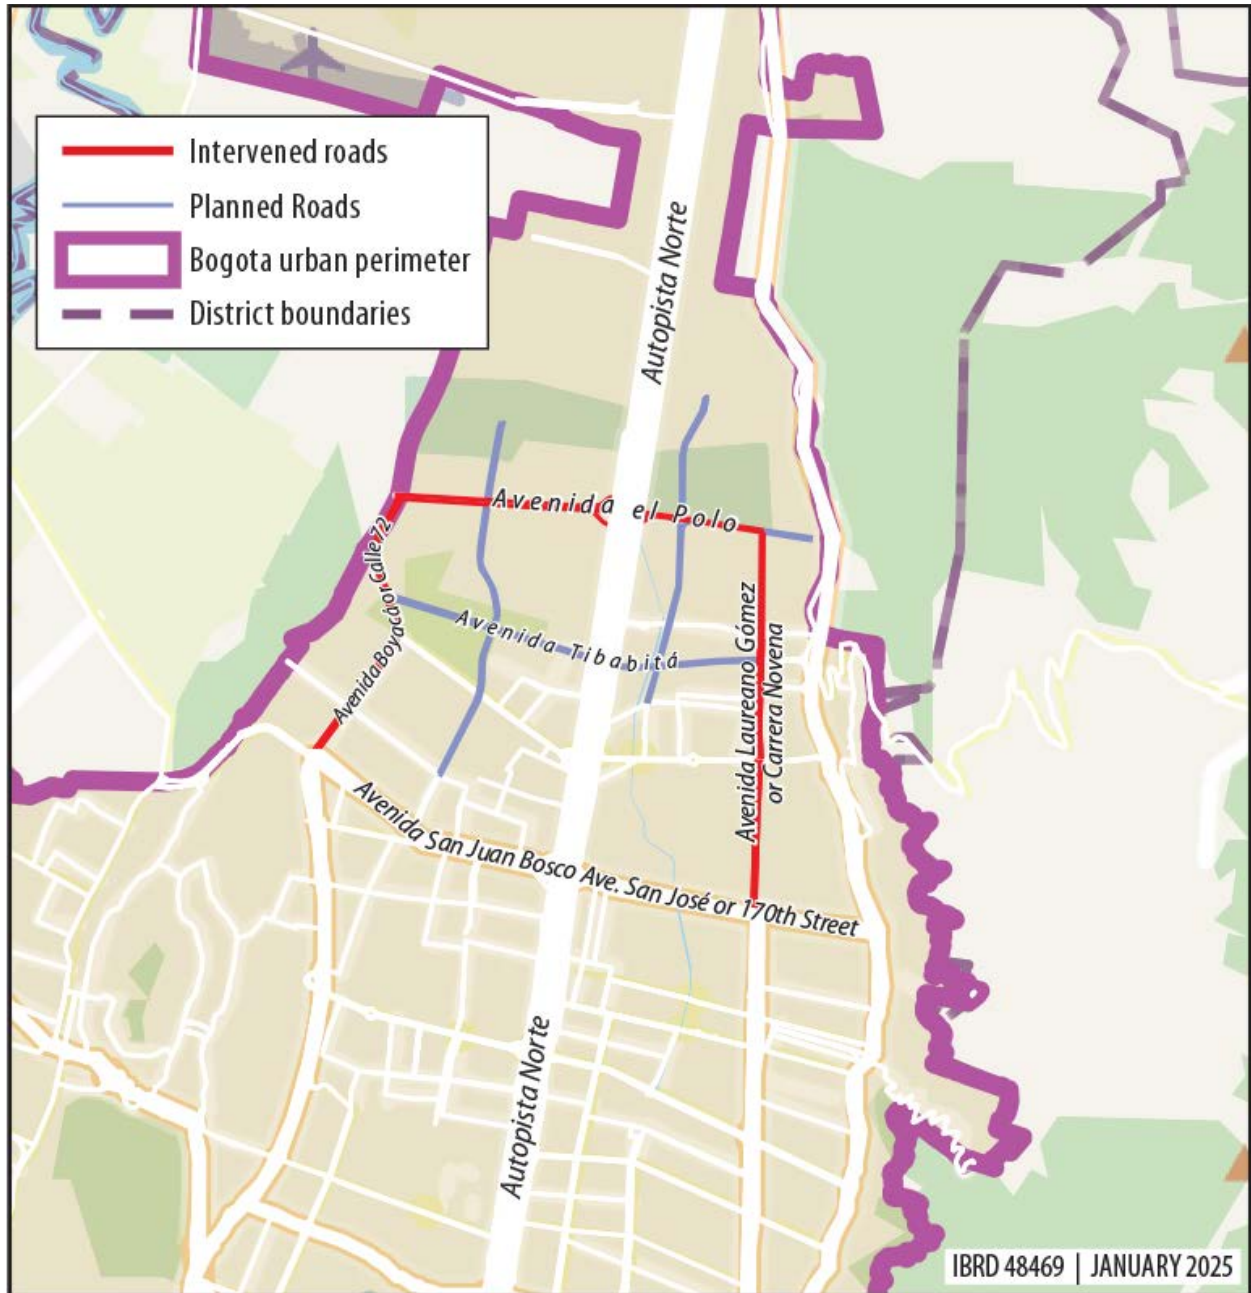 Intervened roads
Planned Roads
Bogota urban perimeter
District boundaries
Autopista Norte
Avenida el Polo
Avenida Boyacá or Calle 72
Avenida Tibabitá
Avenida Laureano Gómez
or Carrera Novena
Avenida San Juan Bosco Ave. San José or 170th Street
Autopista Norte
IBRD 48469 | JANUARY 2025